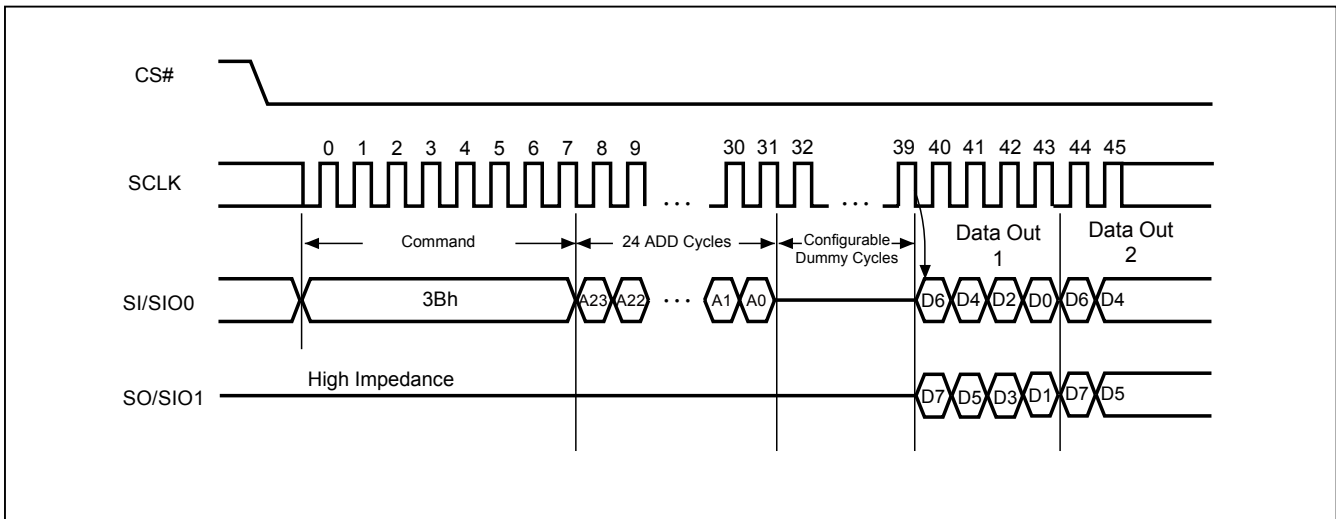 CS#
0 1 2 3 4 5 6 7 8 9 30 31 32 39 40 41 42 43 44 45
SCLK
... ...
Command 24 ADD Cycles Configurable Dummy Cycles Data Out 1 Data Out 2
SI/SIO0 3Bh A23 A22 ... A1 A0 D6 D4 D2 D0 D6 D4
High Impedance
SO/SIO1 D7 D5 D3 D1 D7 D5